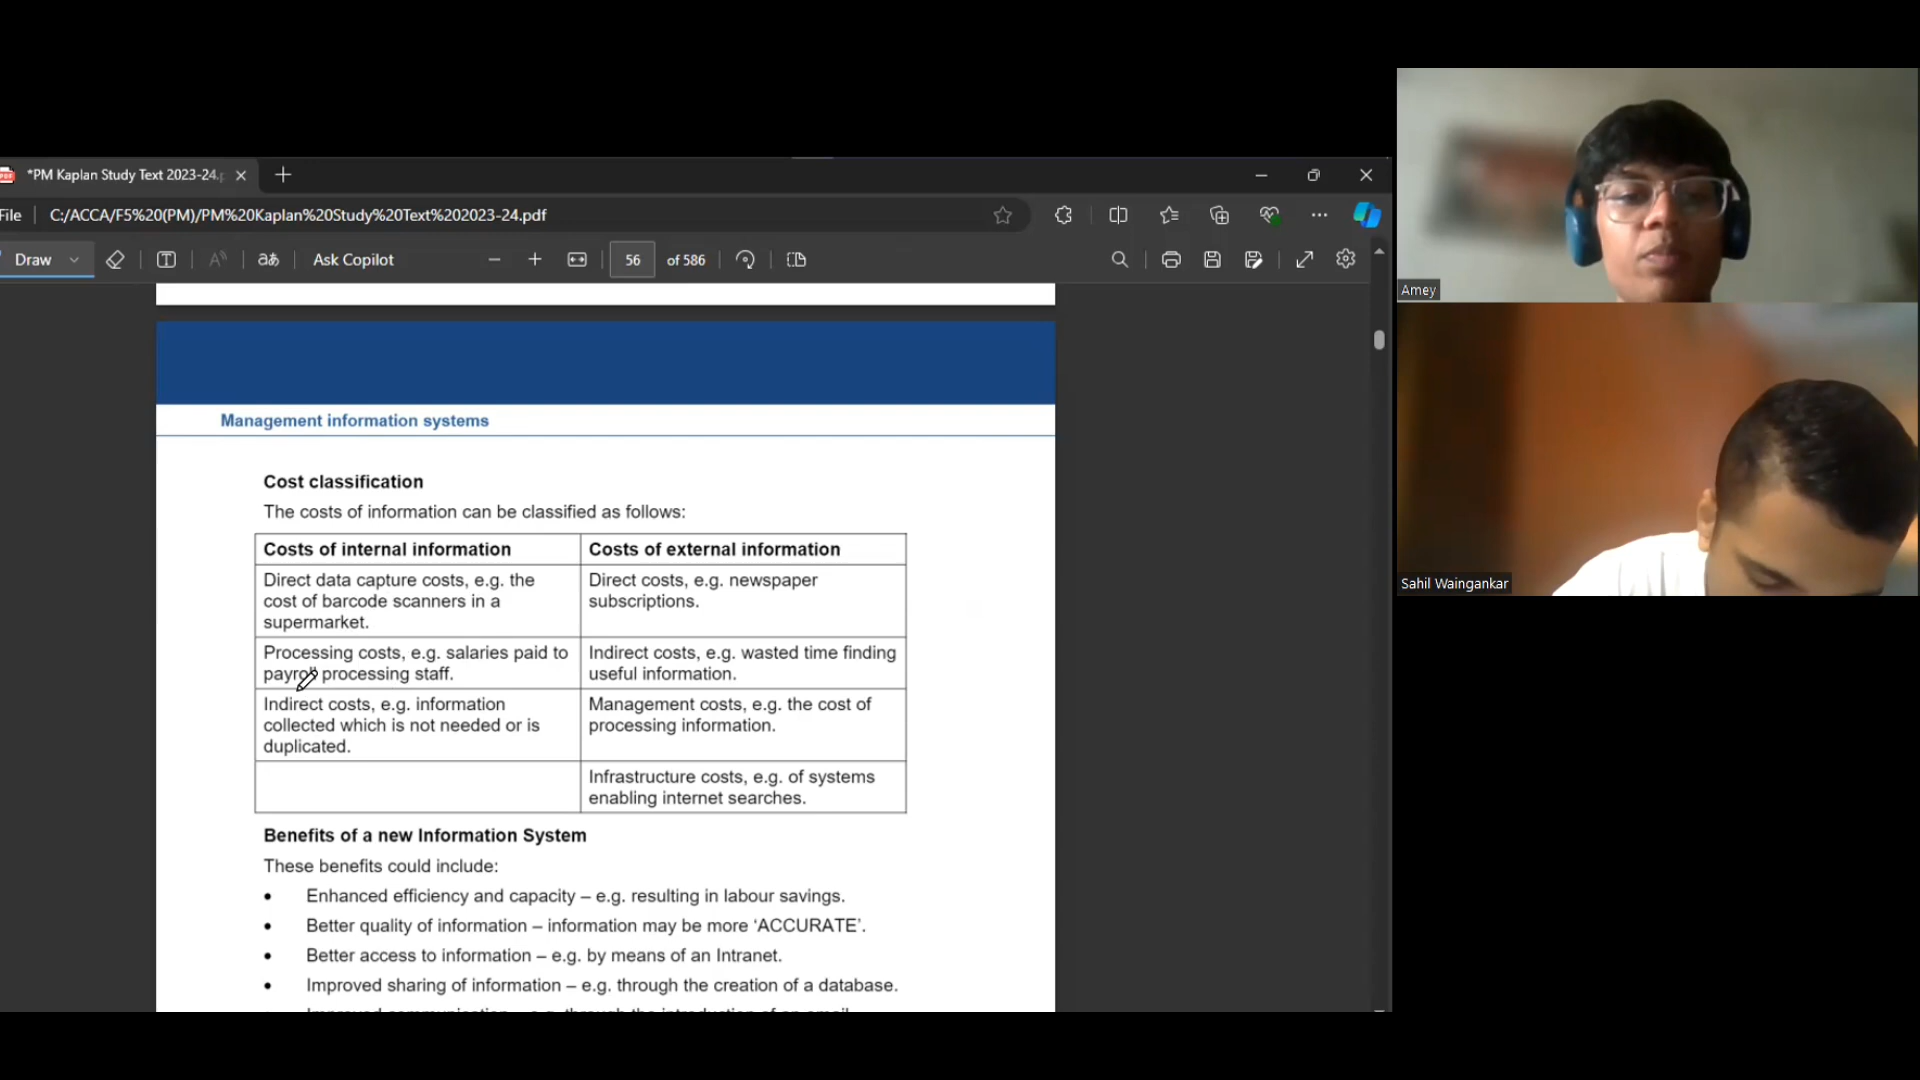 *PM Kaplan Study Text 2023-24.p
File
C:/ACCA/F5%20(PM)/PM%20Kaplan%20Study%20Text%202023-24.pdf
Draw
Ask Copilot
56
of 586
Management information systems
Cost classification
The costs of information can be classified as follows:
Costs of internal information
Costs of external information
Direct data capture costs, e.g. the
cost of barcode scanners in a
supermarket.
Direct costs, e.g. newspaper
subscriptions.
Processing costs, e.g. salaries paid to
payroll processing staff.
Indirect costs, e.g. wasted time finding
useful information.
Indirect costs, e.g. information
collected which is not needed or is
duplicated.
Management costs, e.g. the cost of
processing information.
Infrastructure costs, e.g. of systems
enabling internet searches.
Benefits of a new Information System
These benefits could include:
• Enhanced efficiency and capacity – e.g. resulting in labour savings.
• Better quality of information – information may be more ‘ACCURATE’.
• Better access to information – e.g. by means of an Intranet.
• Improved sharing of information – e.g. through the creation of a database.
Amey
Sahil Waingankar